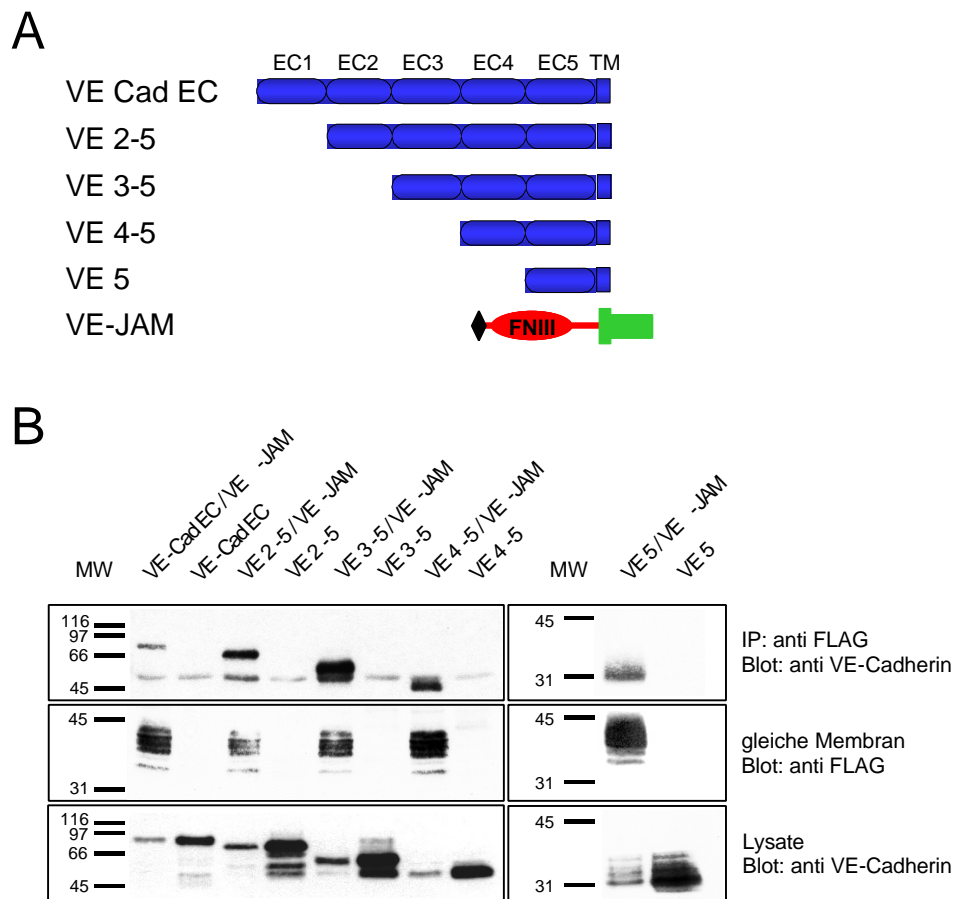 A
EC1 EC2 EC3 EC4 EC5 TM
VE Cad EC
VE 2-5
VE 3-5
VE 4-5
VE 5
VE-JAM
FNIII
B
MW
VE-Cad EC / VE -JAM
VE-Cad EC
VE 2 -5 / VE -JAM
VE 2 -5
VE 3 -5 / VE -JAM
VE 3 -5
VE 4 -5 / VE -JAM
VE 4 -5
MW
VE 5 / VE -JAM
VE 5
116
97
66
45
45
31
IP: anti FLAG
Blot: anti VE-Cadherin
45
31
45
31
gleiche Membran
Blot: anti FLAG
116
97
66
45
45
31
Lysate
Blot: anti VE-Cadherin